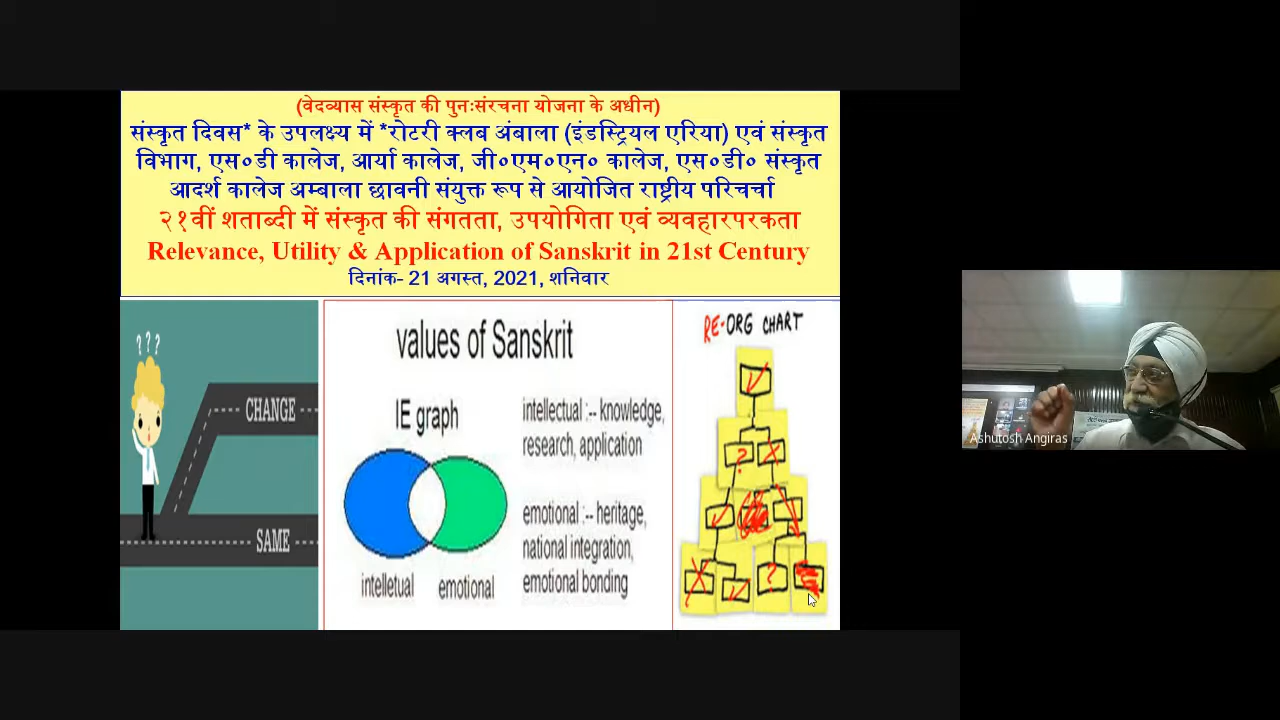 (वेदव्यास संस्कृत की पुनःसंरचना योजना के अधीन)
संस्कृत दिवस* के उपलक्ष्य में *रोटरी क्लब अंबाला (इंडस्ट्रियल एरिया) एवं संस्कृत
विभाग, एस०डी कालेज, आर्या कालेज, जी०एम०एन० कालेज, एस०डी० संस्कृत
आदर्श कालेज अम्बाला छावनी संयुक्त रूप से आयोजित राष्ट्रीय परिचर्चा
२१वीं शताब्दी में संस्कृत की संगतता, उपयोगिता एवं व्यवहारपरकता
Relevance, Utility & Application of Sanskrit in 21st Century
दिनांक- 21 अगस्त, 2021, शनिवार
? ? ?
CHANGE
SAME
values of Sanskrit
IE graph
intelletual
emotional
intellectual :-- knowledge,
research, application
emotional :-- heritage,
national integration,
emotional bonding
RE-ORG CHART
?
?
Ashutosh Angiras